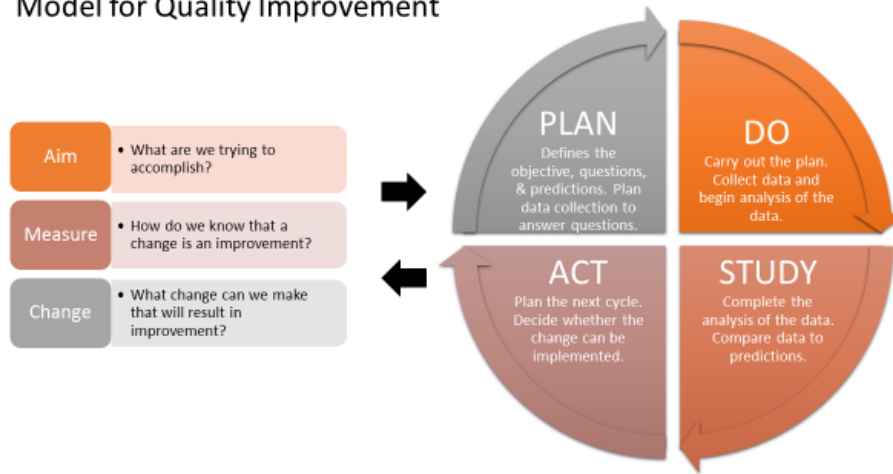 Model for Quality Improvement
Aim
• What are we trying to
accomplish?
Measure
• How do we know that a
change is an improvement?
Change
• What change can we make
that will result in
improvement?
PLAN
Defines the
objective, questions,
& predictions. Plan
data collection to
answer questions.
DO
Carry out the plan.
Collect data and
begin analysis of the
data.
ACT
Plan the next cycle.
Decide whether the
change can be
implemented.
STUDY
Complete the
analysis of the data.
Compare data to
predictions.